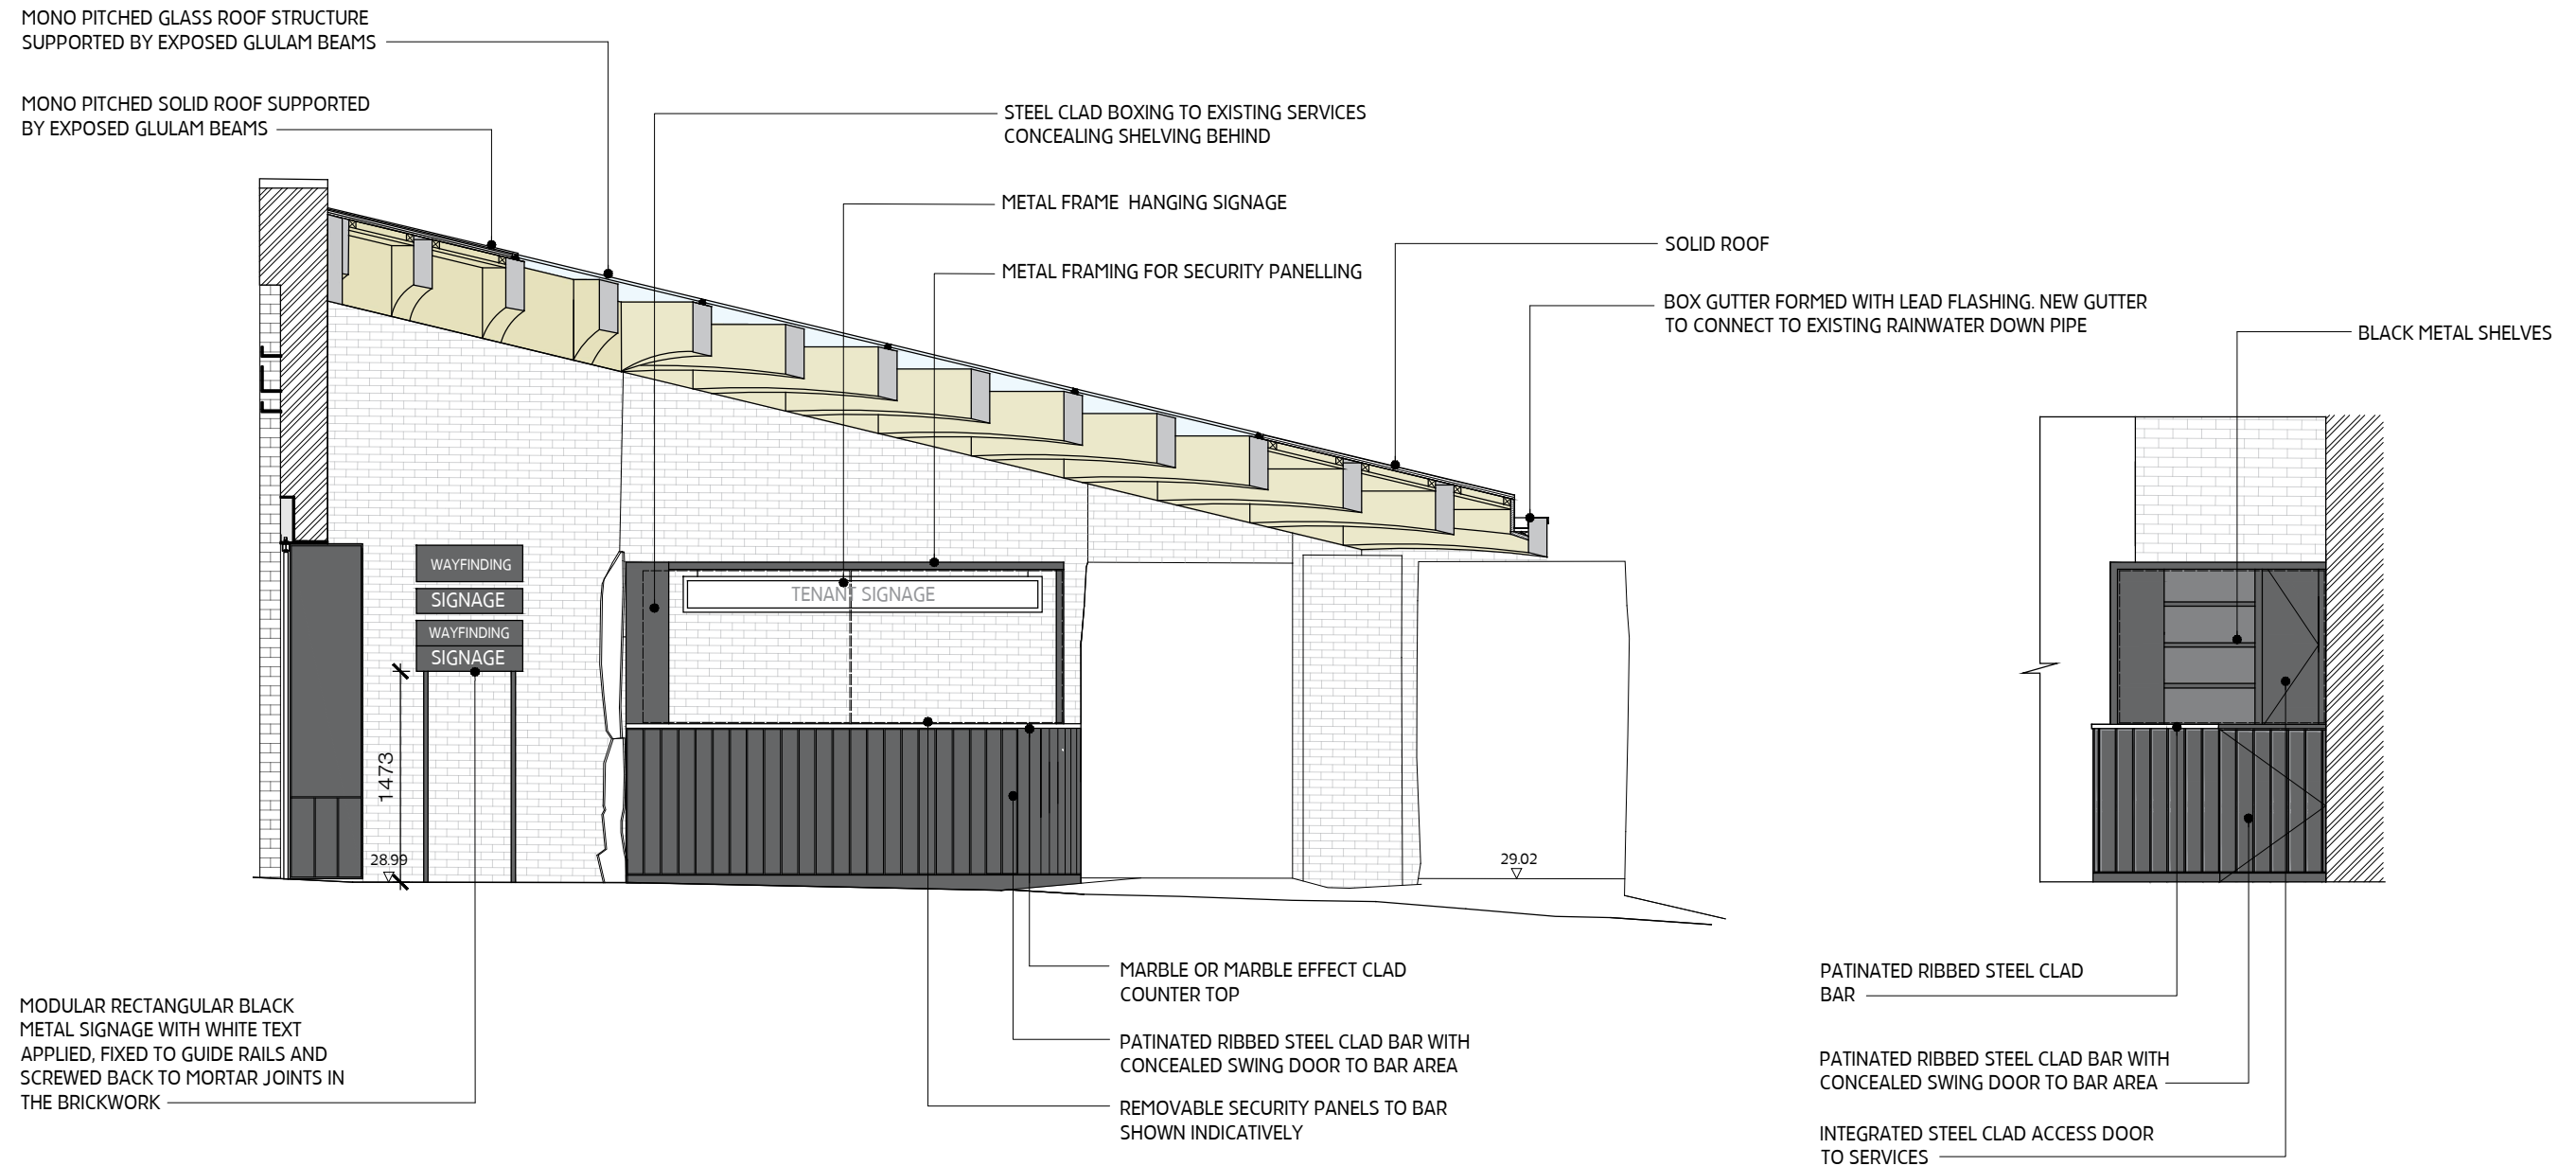 MONO PITCHED GLASS ROOF STRUCTURE
SUPPORTED BY EXPOSED GLULAM BEAMS
MONO PITCHED SOLID ROOF SUPPORTED
BY EXPOSED GLULAM BEAMS
STEEL CLAD BOXING TO EXISTING SERVICES
CONCEALING SHELVING BEHIND
METAL FRAME HANGING SIGNAGE
METAL FRAMING FOR SECURITY PANELLING
SOLID ROOF
BOX GUTTER FORMED WITH LEAD FLASHING. NEW GUTTER
TO CONNECT TO EXISTING RAINWATER DOWN PIPE
BLACK METAL SHELVES
WAYFINDING
SIGNAGE
WAYFINDING
SIGNAGE
TENANT SIGNAGE
1473
28.99
29.02
MODULAR RECTANGULAR BLACK
METAL SIGNAGE WITH WHITE TEXT
APPLIED, FIXED TO GUIDE RAILS AND
SCREWED BACK TO MORTAR JOINTS IN
THE BRICKWORK
MARBLE OR MARBLE EFFECT CLAD
COUNTER TOP
PATINATED RIBBED STEEL CLAD BAR WITH
CONCEALED SWING DOOR TO BAR AREA
REMOVABLE SECURITY PANELS TO BAR
SHOWN INDICATIVELY
PATINATED RIBBED STEEL CLAD
BAR
PATINATED RIBBED STEEL CLAD BAR WITH
CONCEALED SWING DOOR TO BAR AREA
INTEGRATED STEEL CLAD ACCESS DOOR
TO SERVICES